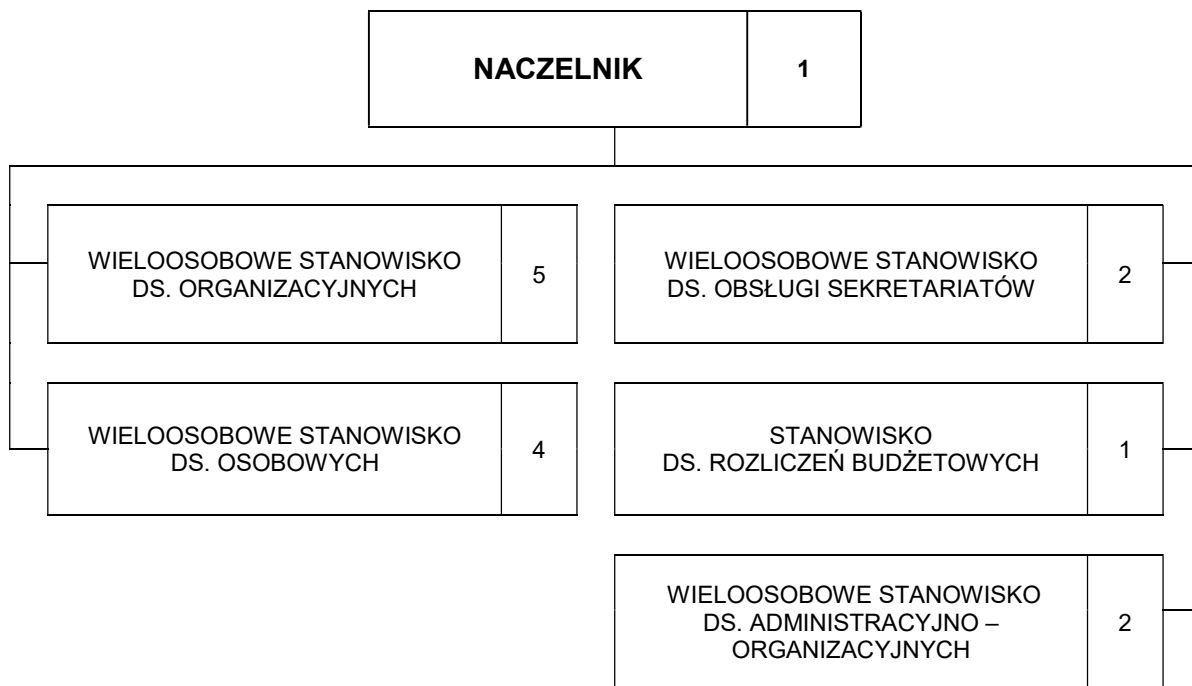 NACZELNIK 1
WIELOOSOBOWE STANOWISKO
DS. ORGANIZACYJNYCH
5
WIELOOSOBOWE STANOWISKO
DS. OBSŁUGI SEKRETARIATÓW
2
WIELOOSOBOWE STANOWISKO
DS. OSOBOWYCH
4
STANOWISKO
DS. ROZLICZEŃ BUDŻETOWYCH
1
WIELOOSOBOWE STANOWISKO
DS. ADMINISTRACYJNO –
ORGANIZACYJNYCH
2